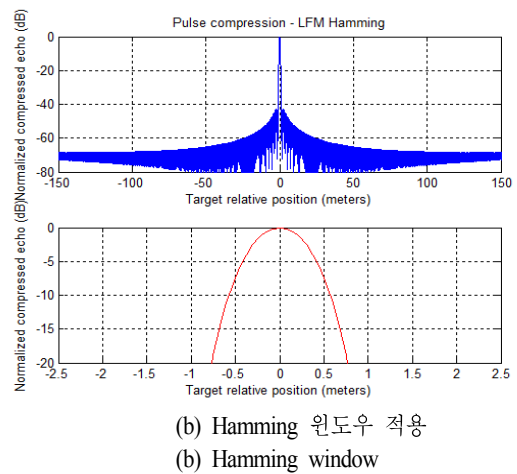 Pulse compression - LFM Hamming
Normalized compressed echo (dB)
0
-20
-40
-60
-80
-150 -100 -50 0 50 100 150
Target relative position (meters)
Normalized compressed echo (dB)
0
-5
-10
-15
-20
-2.5 -2 -1.5 -1 -0.5 0 0.5 1 1.5 2 2.5
Target relative position (meters)
(b) Hamming 윈도우 적용
(b) Hamming window